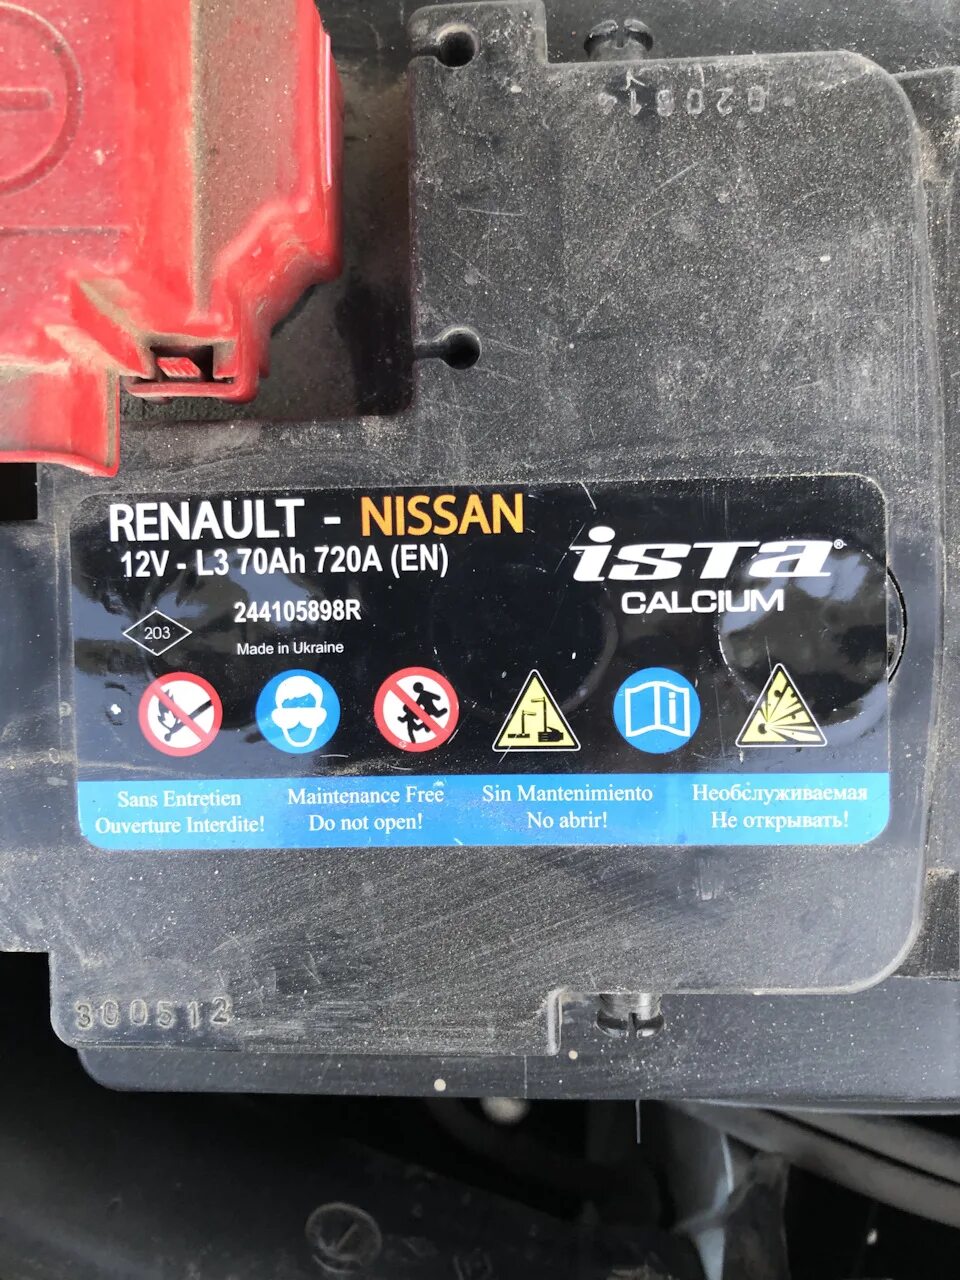 RENAULT - NISSAN
12V - L3 70Ah 720A (EN)
ista®
CALCIUM
244105898R
203
Made in Ukraine
Sans Entretien
Ouverture Interdite!
Maintenance Free
Do not open!
Sin Mantenimiento
No abrir!
Необслуживаемая
Не открывать!
300512